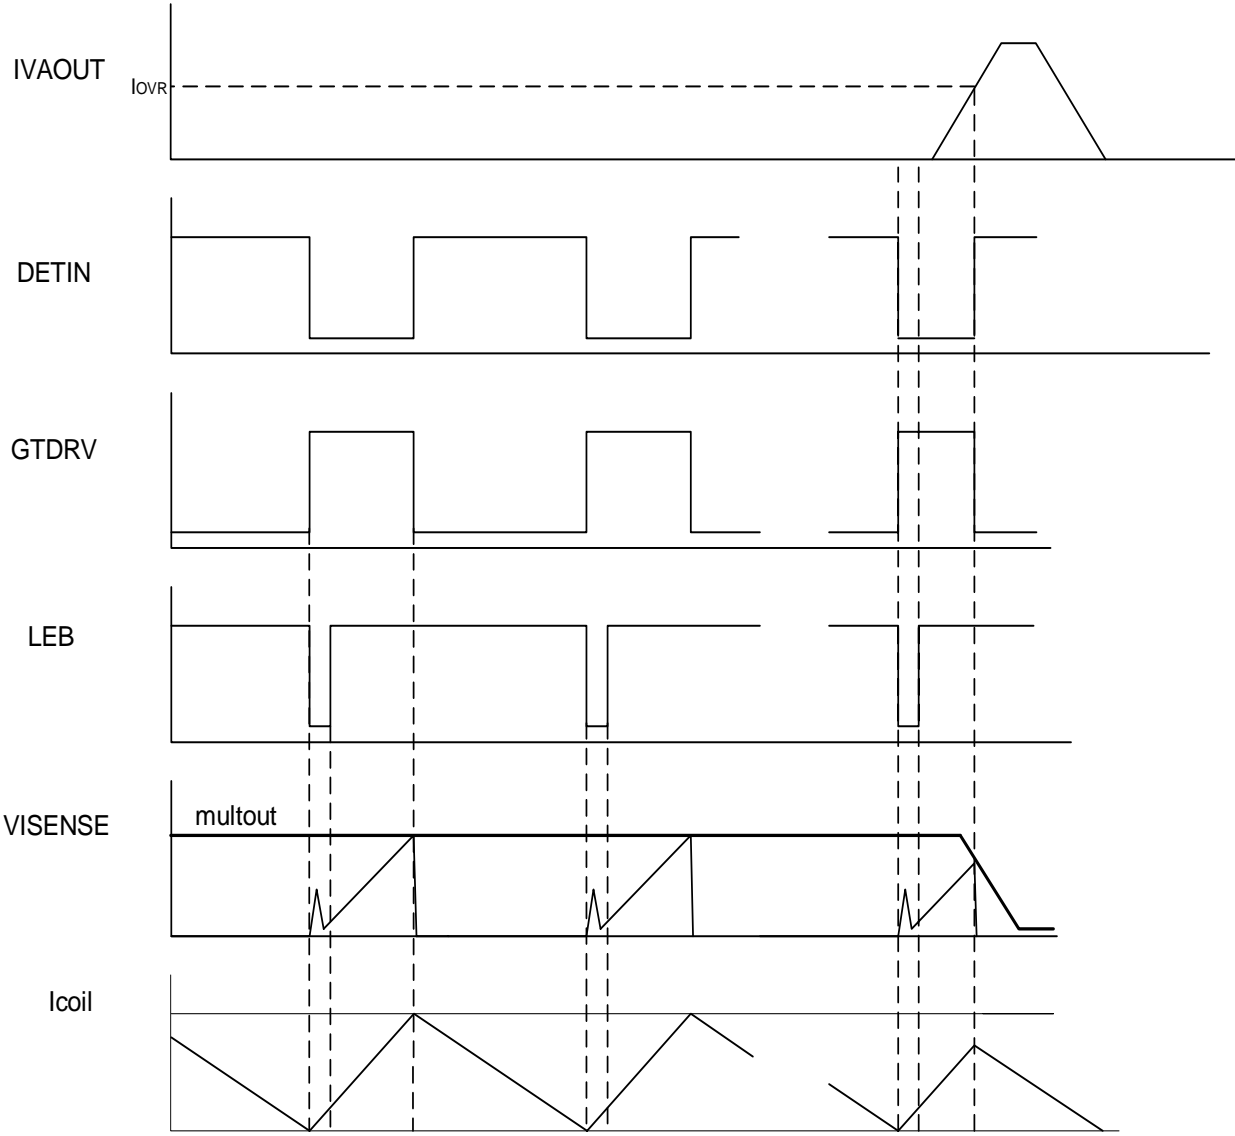 IVAOUT
IOVR
DETIN
GTDRV
LEB
VISENSE
multout
Icoil